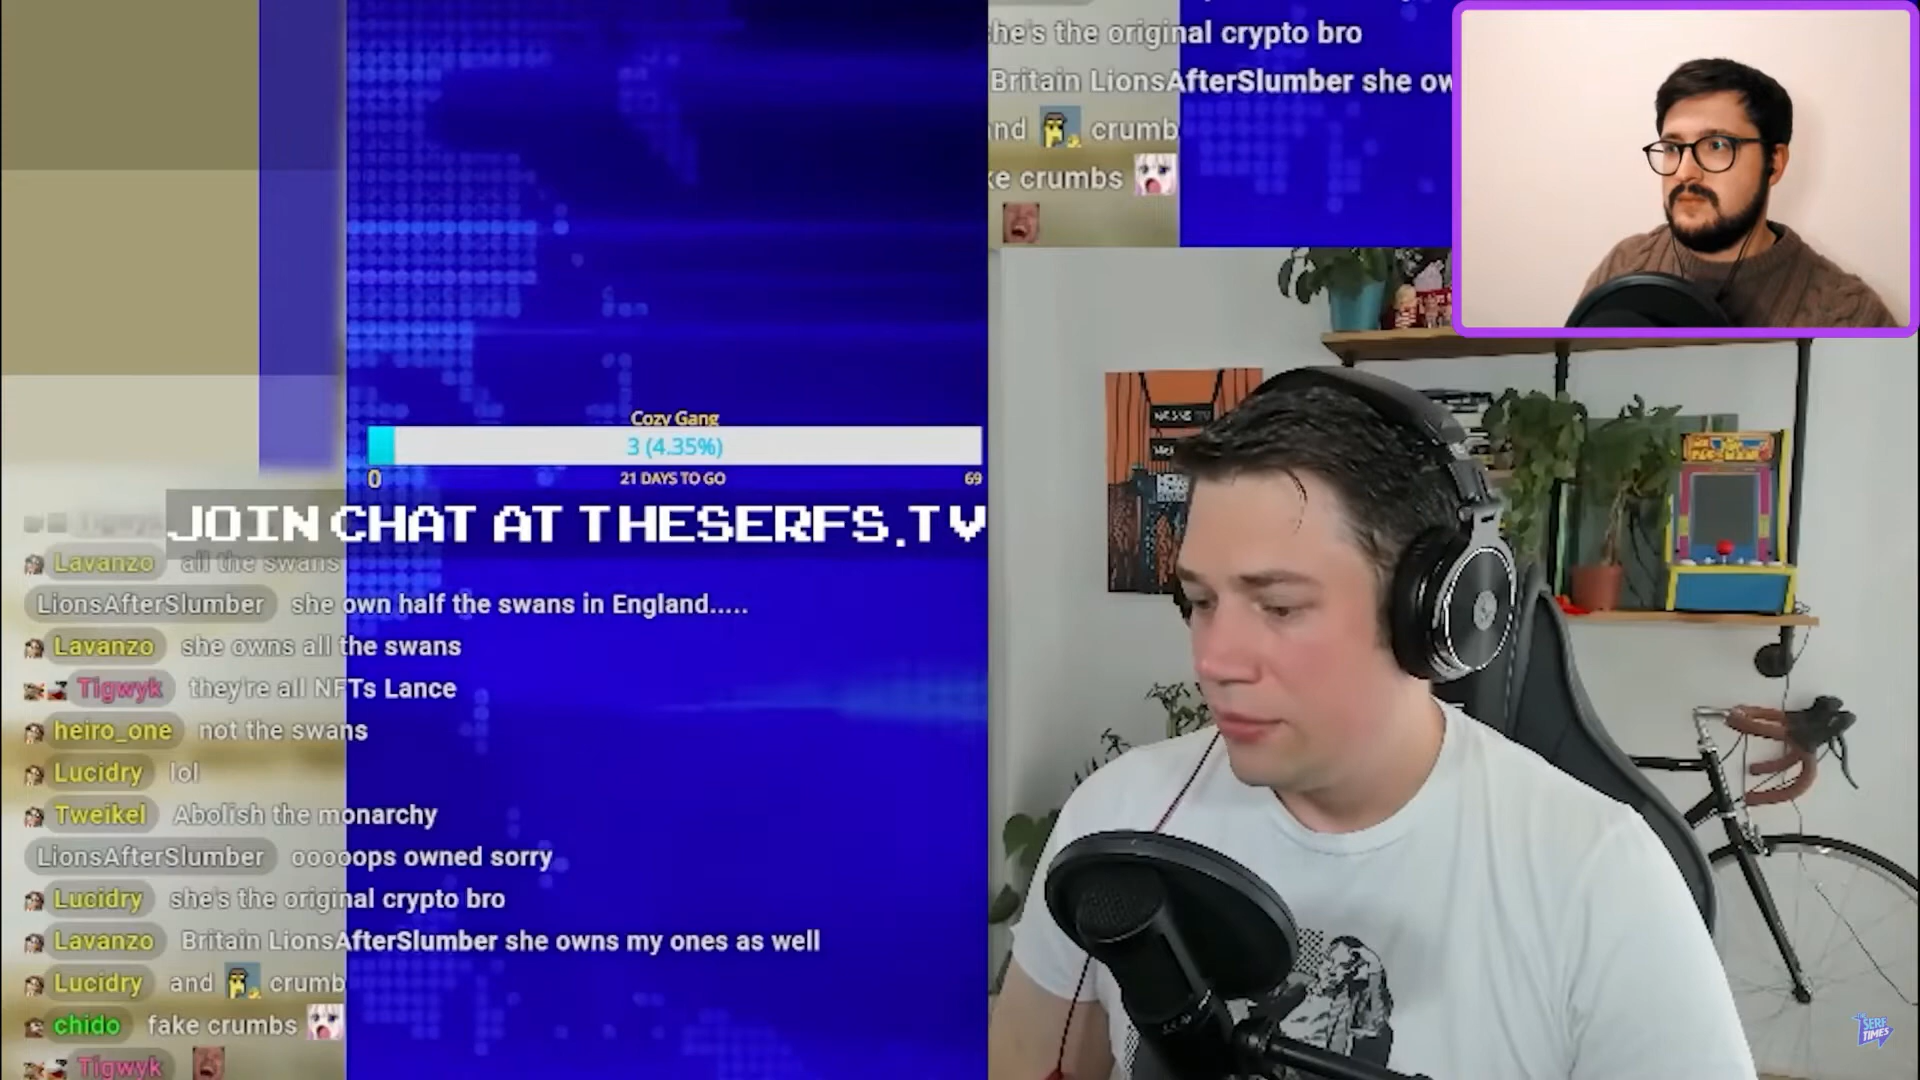 Cozy Gang
3 (4.35%)
0
21 DAYS TO GO
69
JOIN CHAT AT THESERFS.TV
Tigwyk
Lavanzo all the swans
LionsAfterSlumber she own half the swans in England.....
Lavanzo she owns all the swans
Tigwyk they're all NFTs Lance
heiro_one not the swans
Lucidry lol
Tweikel Abolish the monarchy
LionsAfterSlumber ooooops owned sorry
Lucidry she's the original crypto bro
Lavanzo Britain LionsAfterSlumber she owns my ones as well
Lucidry and crumb
chido fake crumbs
Tigwyk
he's the original crypto bro
Britain LionsAfterSlumber she ow
nd crumb
ke crumbs
SERF
TIMES